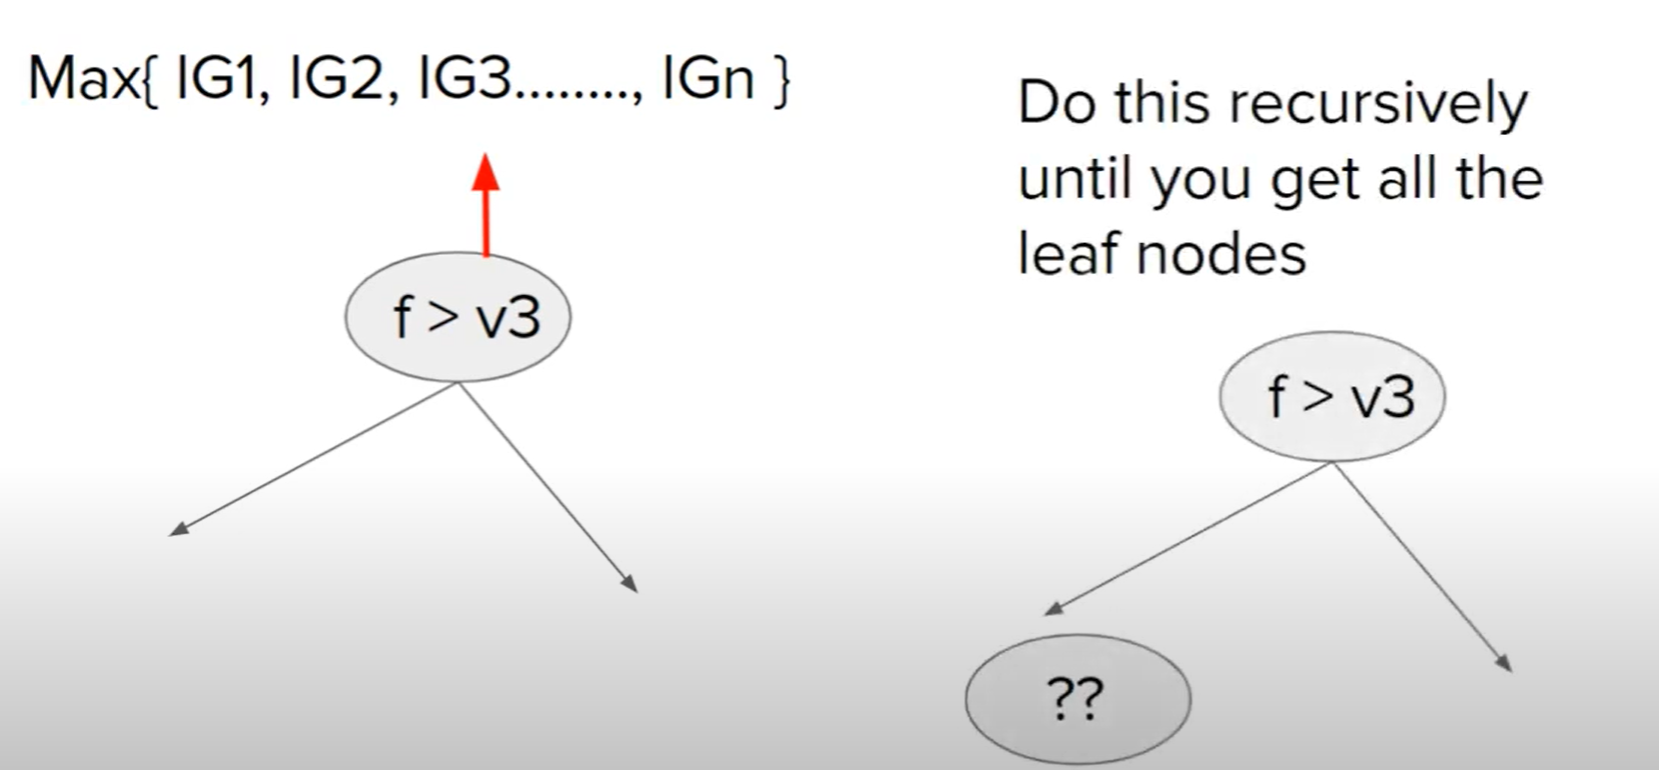 Max{ IG1, IG2, IG3........, IGn }
f > v3
Do this recursively
until you get all the
leaf nodes
f > v3
??